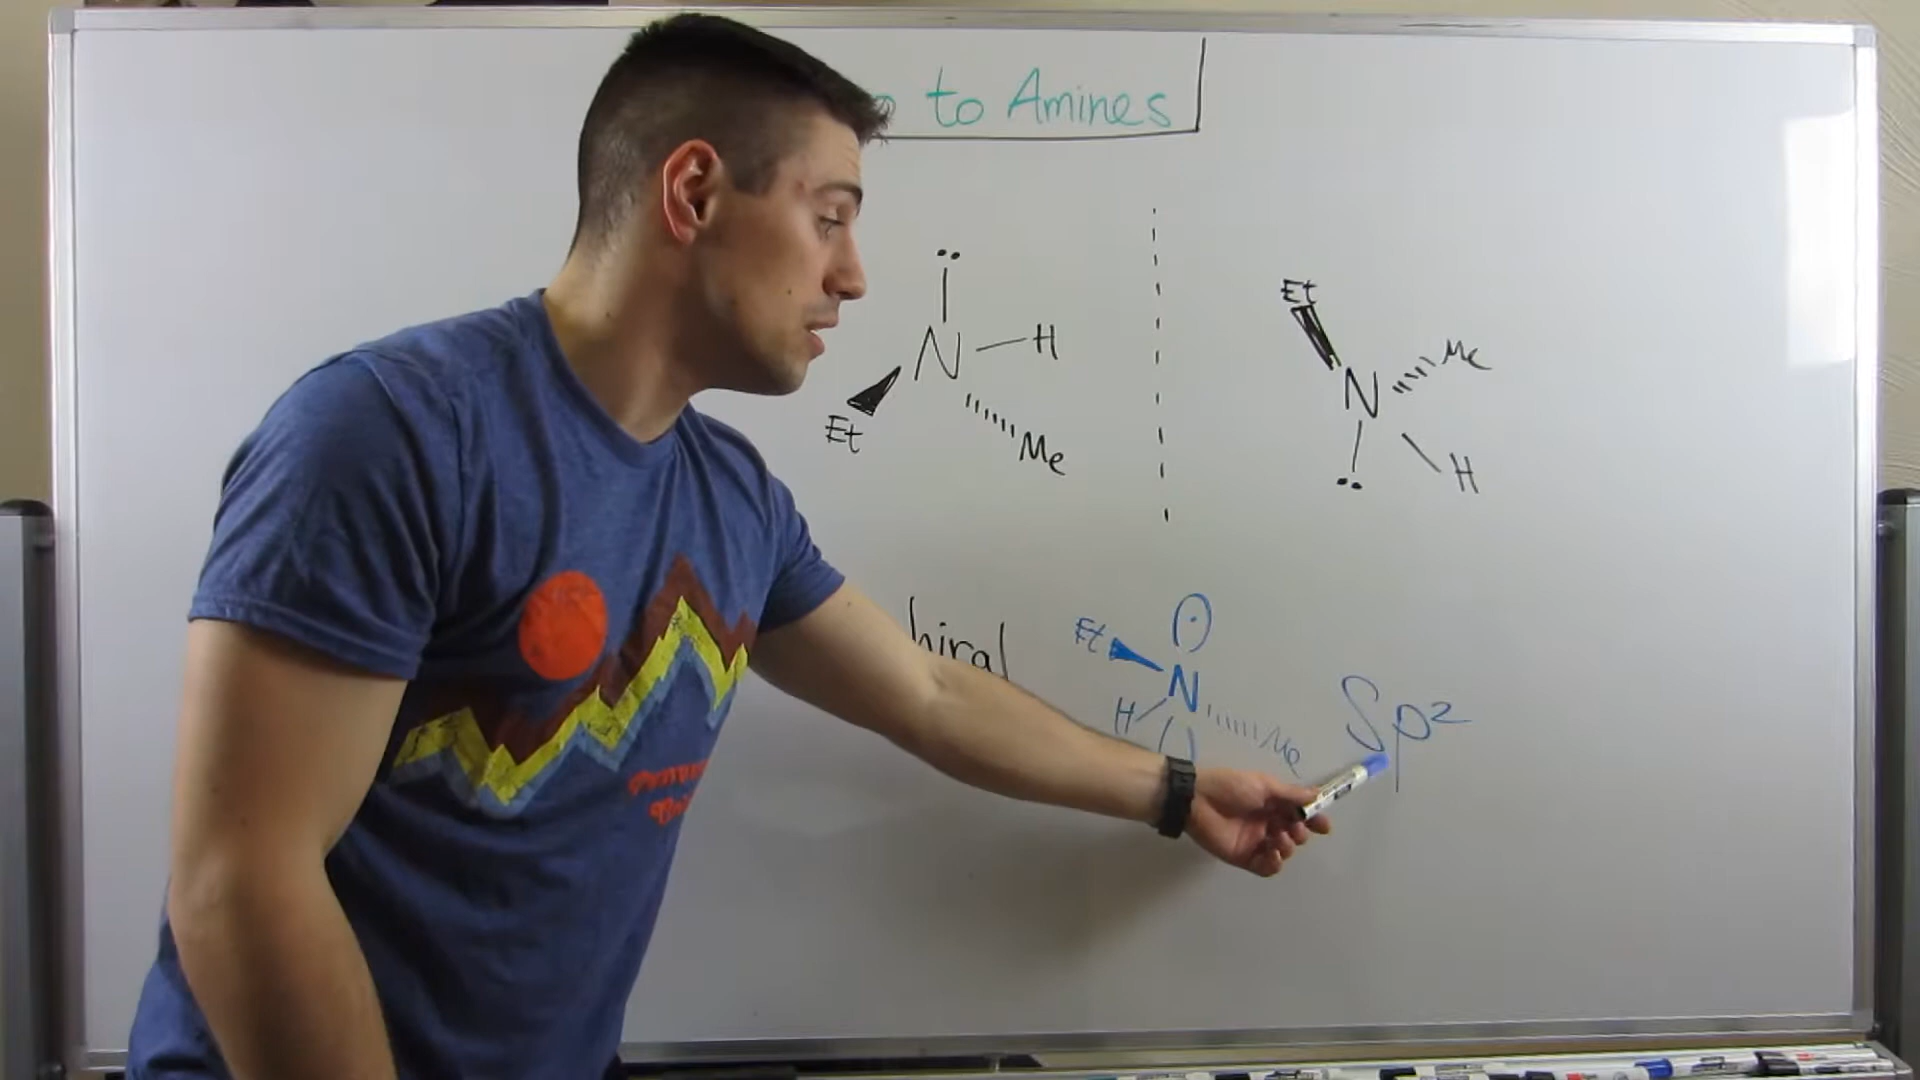 to Amines
N H
Et Me
Et
Me
N
H
hiral
Et
N
H Me
Sp2